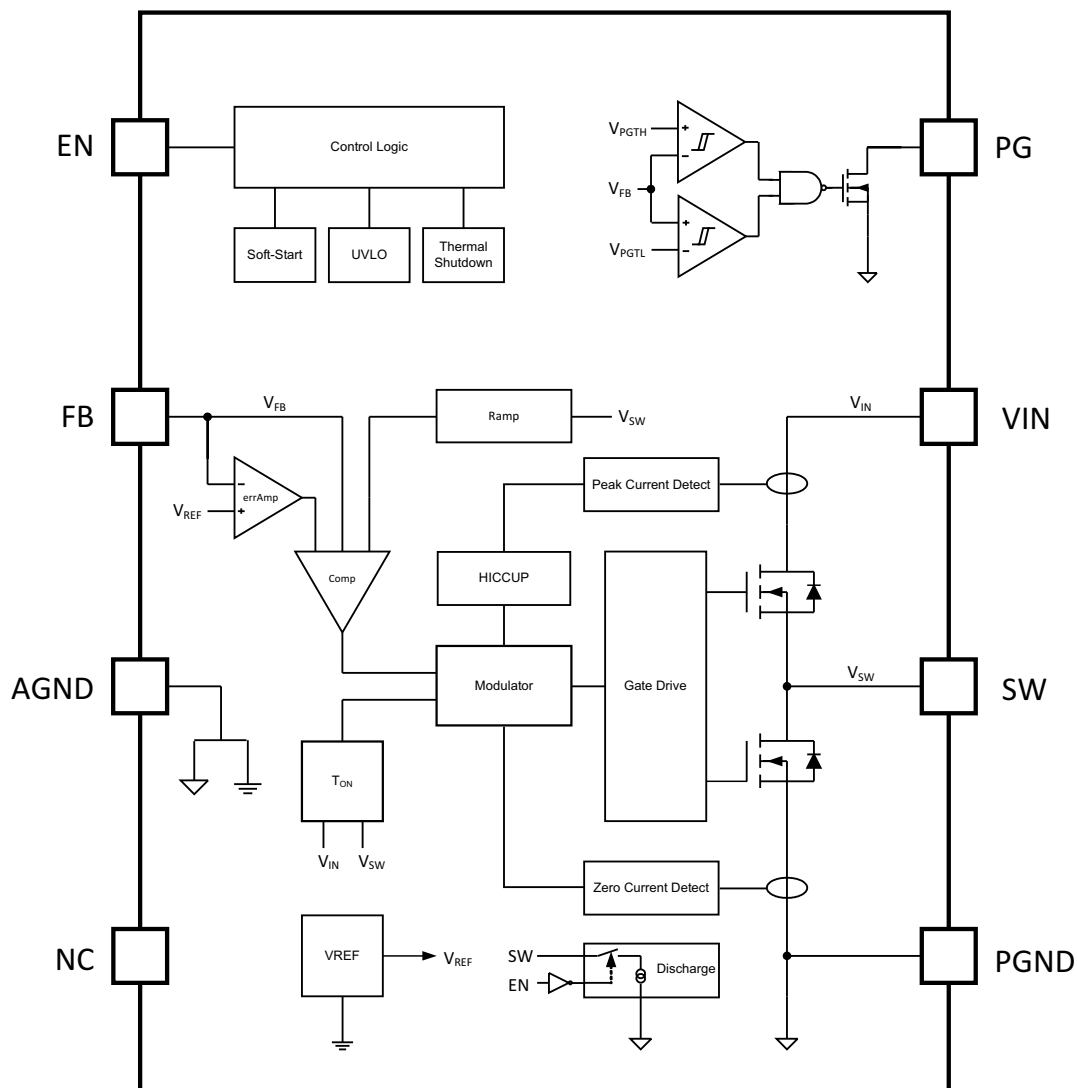 EN
Control Logic
Soft-Start
UVLO
Thermal
Shutdown
V_PGTH
+
−
V_FB
+
V_PGTL
−
PG
FB
V_FB
Ramp
V_SW
V_IN
VIN
−
errAmp
V_REF
+
Peak Current Detect
Comp
HICCUP
AGND
Modulator
Gate Drive
V_SW
SW
T_ON
V_IN
V_SW
Zero Current Detect
NC
VREF
V_REF
SW
EN
Discharge
PGND